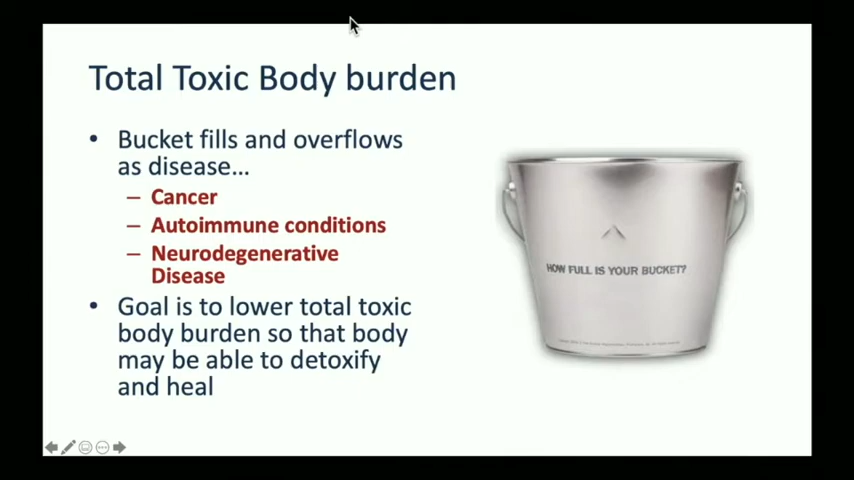 Total Toxic Body burden
• Bucket fills and overflows
as disease...
– Cancer
– Autoimmune conditions
– Neurodegenerative
Disease
• Goal is to lower total toxic
body burden so that body
may be able to detoxify
and heal
HOW FULL IS YOUR BUCKET?